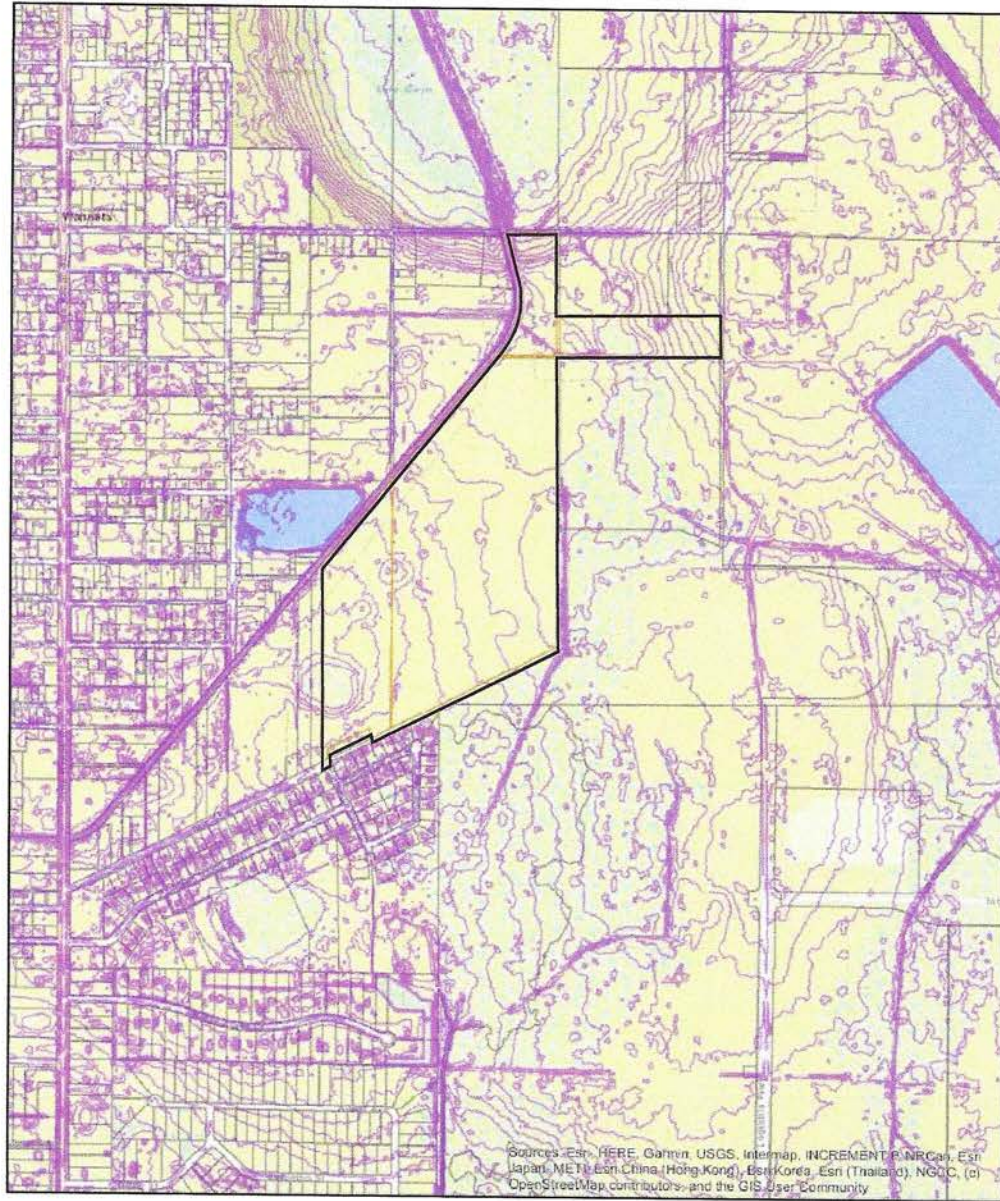 Wahneta
Sources: Esri, HERE, Garmin, USGS, Intermap, INCREMENT P, NRCan, Esri
Japan, METI, Esri China (Hong Kong), Esri Korea, Esri (Thailand), NGCC, (c)
OpenStreetMap contributors, and the GIS User Community